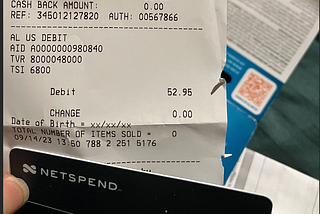 CASH BACK AMOUNT: 0.00
REF: 345012127820 AUTH: 00567866
AL US DEBIT
AID A0000000980840
TVR 8000048000
TSI 6800
Debit 52.95
CHANGE 0.00
Date of Birth = xx/xx/xx
TOTAL NUMBER OF ITEMS SOLD = 0
09/14/23 13:50 788 2 251 5176
NETSPEND